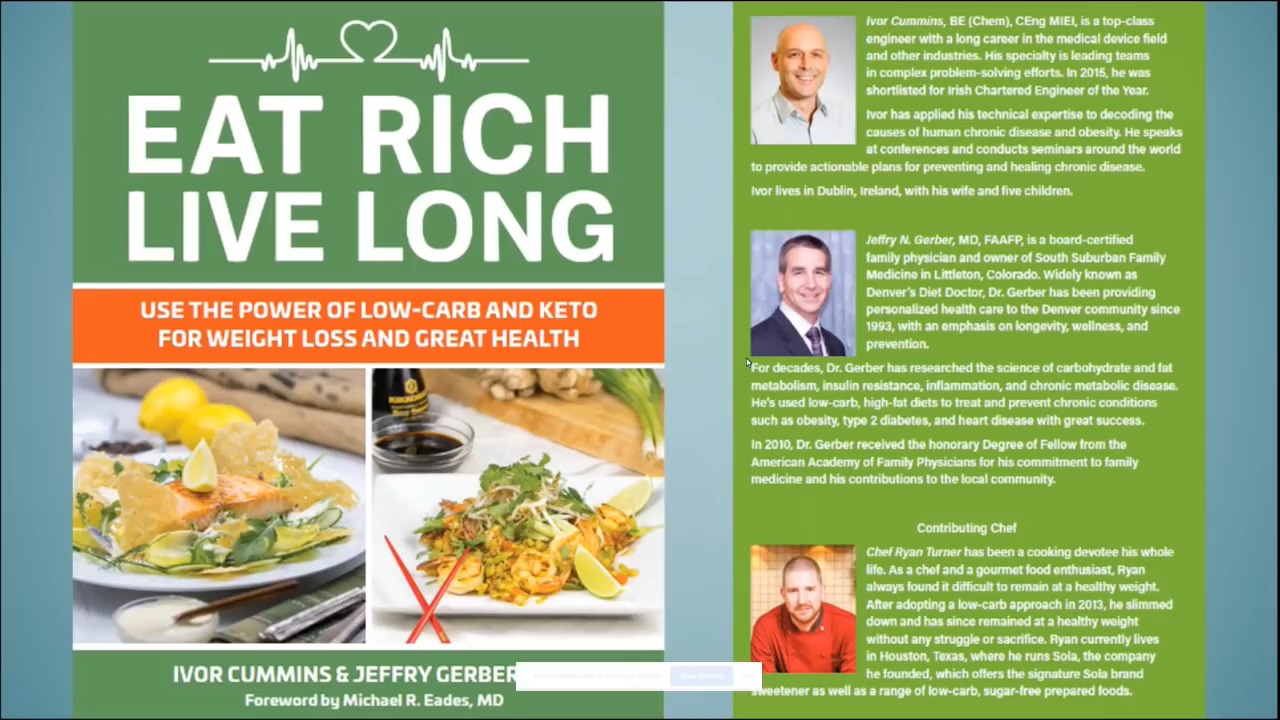 EAT RICH
LIVE LONG
USE THE POWER OF LOW-CARB AND KETO
FOR WEIGHT LOSS AND GREAT HEALTH
IVOR CUMMINS & JEFFRY GERBER
Foreword by Michael R. Eades, MD
Ivor Cummins, BE (Chem), CEng MIEI, is a top-class
engineer with a long career in the medical device field
and other industries. His specialty is leading teams
in complex problem-solving efforts. In 2015, he was
shortlisted for Irish Chartered Engineer of the Year.
Ivor has applied his technical expertise to decoding the
causes of human chronic disease and obesity. He speaks
at conferences and conducts seminars around the world
to provide actionable plans for preventing and healing chronic disease.
Ivor lives in Dublin, Ireland, with his wife and five children.
Jeffry N. Gerber, MD, FAAFP, is a board-certified
family physician and owner of South Suburban Family
Medicine in Littleton, Colorado. Widely known as
Denver's Diet Doctor, Dr. Gerber has been providing
personalized health care to the Denver community since
1993, with an emphasis on longevity, wellness, and
prevention.
For decades, Dr. Gerber has researched the science of carbohydrate and fat
metabolism, insulin resistance, inflammation, and chronic metabolic disease.
He's used low-carb, high-fat diets to treat and prevent chronic conditions
such as obesity, type 2 diabetes, and heart disease with great success.
In 2010, Dr. Gerber received the honorary Degree of Fellow from the
American Academy of Family Physicians for his commitment to family
medicine and his contributions to the local community.
Contributing Chef
Chef Ryan Turner has been a cooking devotee his whole
life. As a chef and a gourmet food enthusiast, Ryan
always found it difficult to remain at a healthy weight.
After adopting a low-carb approach in 2013, he slimmed
down and has since remained at a healthy weight
without any struggle or sacrifice. Ryan currently lives
in Houston, Texas, where he runs Sola, the company
he founded, which offers the signature Sola brand
sweetener as well as a range of low-carb, sugar-free prepared foods.